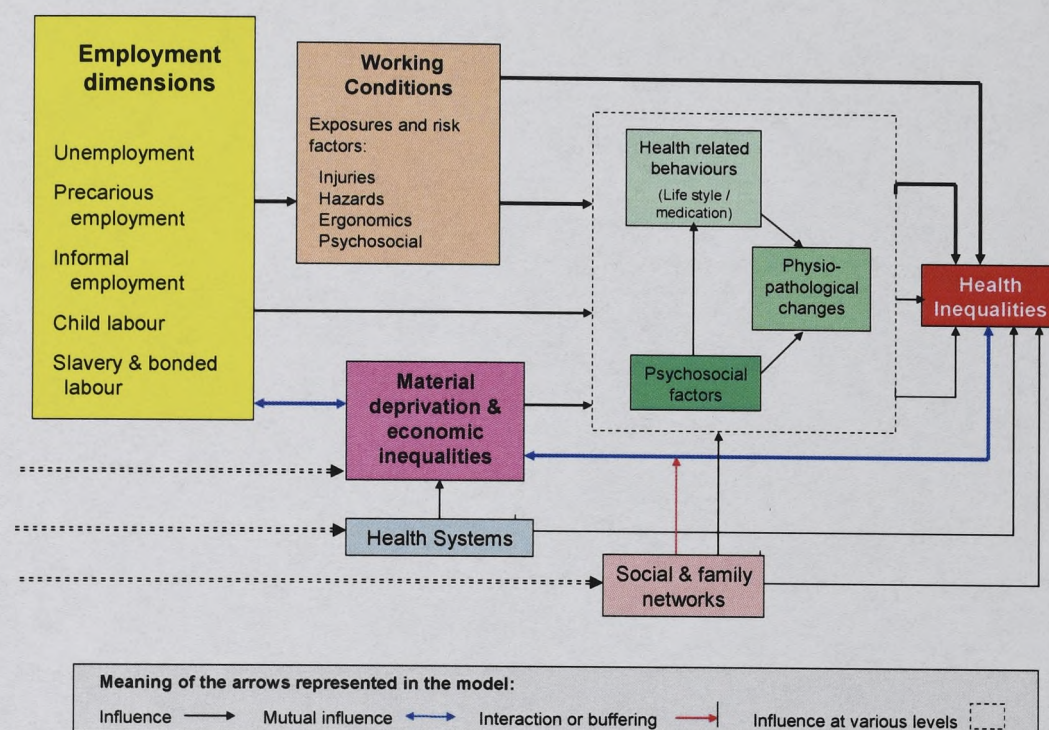 Employment
dimensions
Unemployment
Precarious
employment
Informal
employment
Child labour
Slavery & bonded
labour
Working
Conditions
Exposures and risk
factors:
Injuries
Hazards
Ergonomics
Psychosocial
Health related
behaviours
(Life style /
medication)
Physio-
pathological
changes
Psychosocial
factors
Health
Inequalities
Material
deprivation &
economic
inequalities
Health Systems
Social & family
networks
Meaning of the arrows represented in the model:
Influence
Mutual influence
Interaction or buffering
Influence at various levels